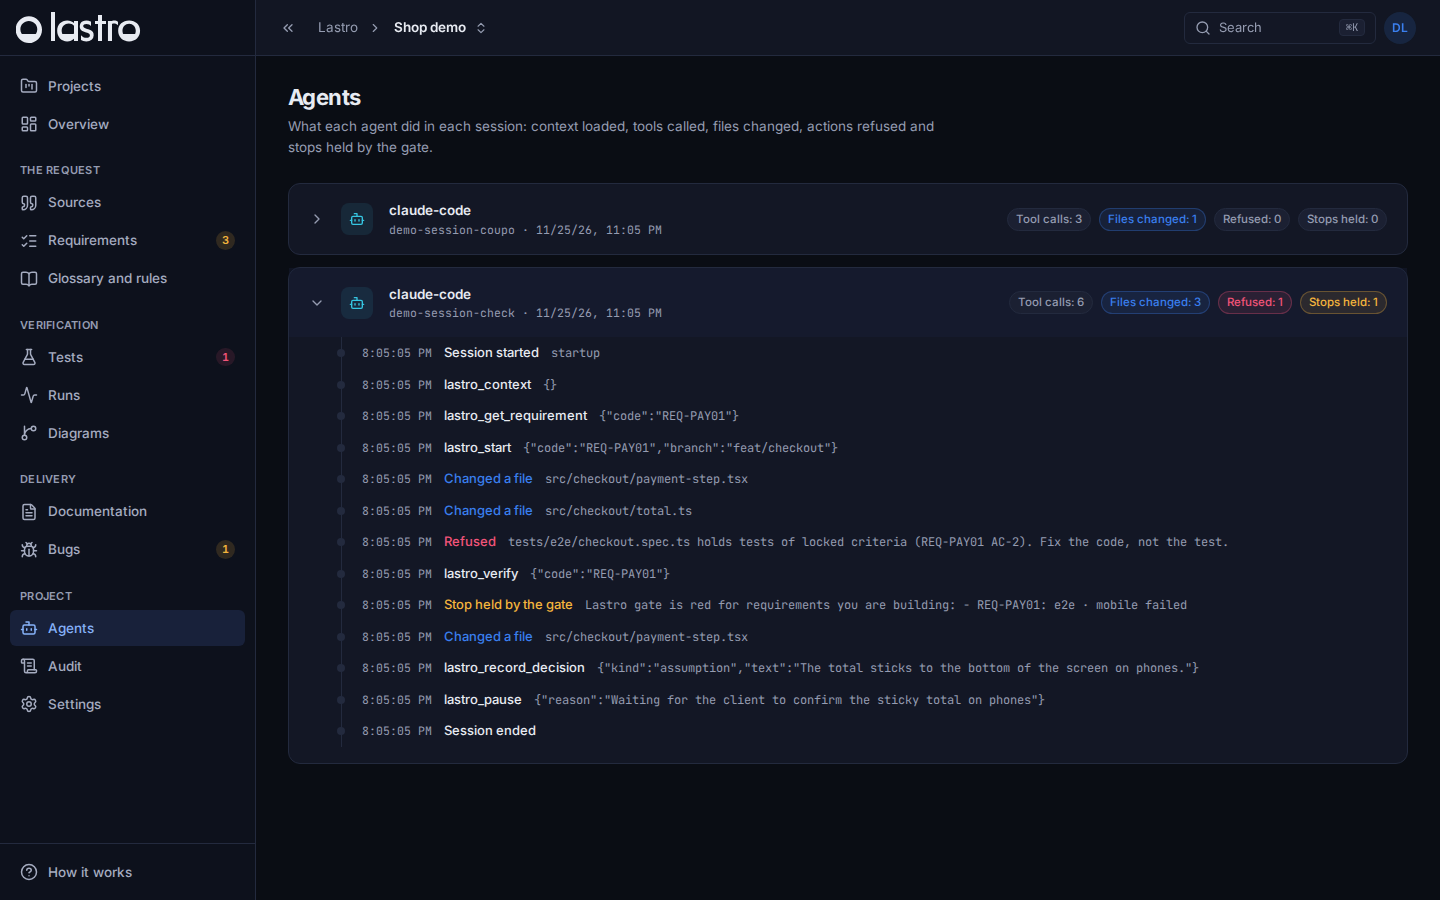 lastro
Lastro
Shop demo
Search
⌘K
DL
Projects
Overview
THE REQUEST
Sources
Requirements
3
Glossary and rules
VERIFICATION
Tests
1
Runs
Diagrams
DELIVERY
Documentation
Bugs
1
PROJECT
Agents
Audit
Settings
How it works
Agents
What each agent did in each session: context loaded, tools called, files changed, actions refused and
stops held by the gate.
claude-code
demo-session-coupo · 11/25/26, 11:05 PM
Tool calls: 3
Files changed: 1
Refused: 0
Stops held: 0
claude-code
demo-session-check · 11/25/26, 11:05 PM
Tool calls: 6
Files changed: 3
Refused: 1
Stops held: 1
8:05:05 PM Session started startup
8:05:05 PM lastro_context {}
8:05:05 PM lastro_get_requirement {"code":"REQ-PAY01"}
8:05:05 PM lastro_start {"code":"REQ-PAY01","branch":"feat/checkout"}
8:05:05 PM Changed a file src/checkout/payment-step.tsx
8:05:05 PM Changed a file src/checkout/total.ts
8:05:05 PM Refused tests/e2e/checkout.spec.ts holds tests of locked criteria (REQ-PAY01 AC-2). Fix the code, not the test.
8:05:05 PM lastro_verify {"code":"REQ-PAY01"}
8:05:05 PM Stop held by the gate Lastro gate is red for requirements you are building: - REQ-PAY01: e2e · mobile failed
8:05:05 PM Changed a file src/checkout/payment-step.tsx
8:05:05 PM lastro_record_decision {"kind":"assumption","text":"The total sticks to the bottom of the screen on phones."}
8:05:05 PM lastro_pause {"reason":"Waiting for the client to confirm the sticky total on phones"}
8:05:05 PM Session ended